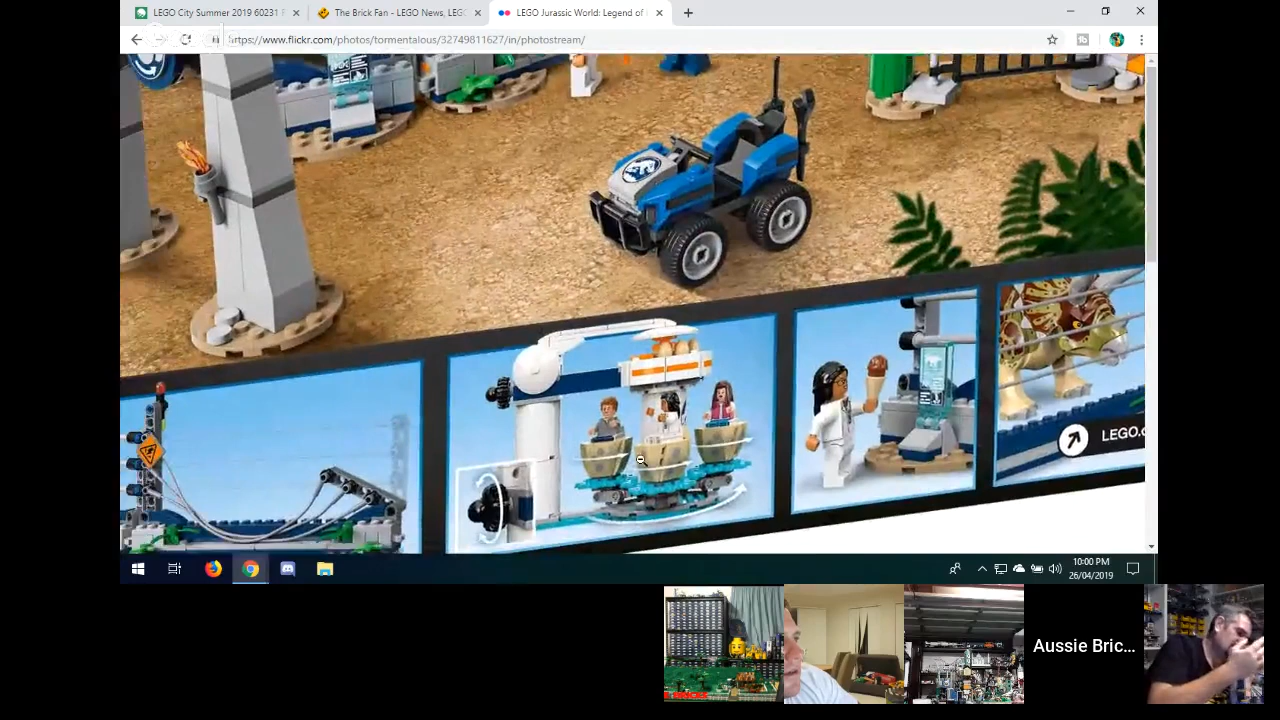 LEGO City Summer 2019 60231 F
The Brick Fan - LEGO News, LEGO
LEGO Jurassic World: Legend of
https://www.flickr.com/photos/tormentalous/32749811627/in/photostream/
LEGO.c
10:00 PM
26/04/2019
Aussie Bric...